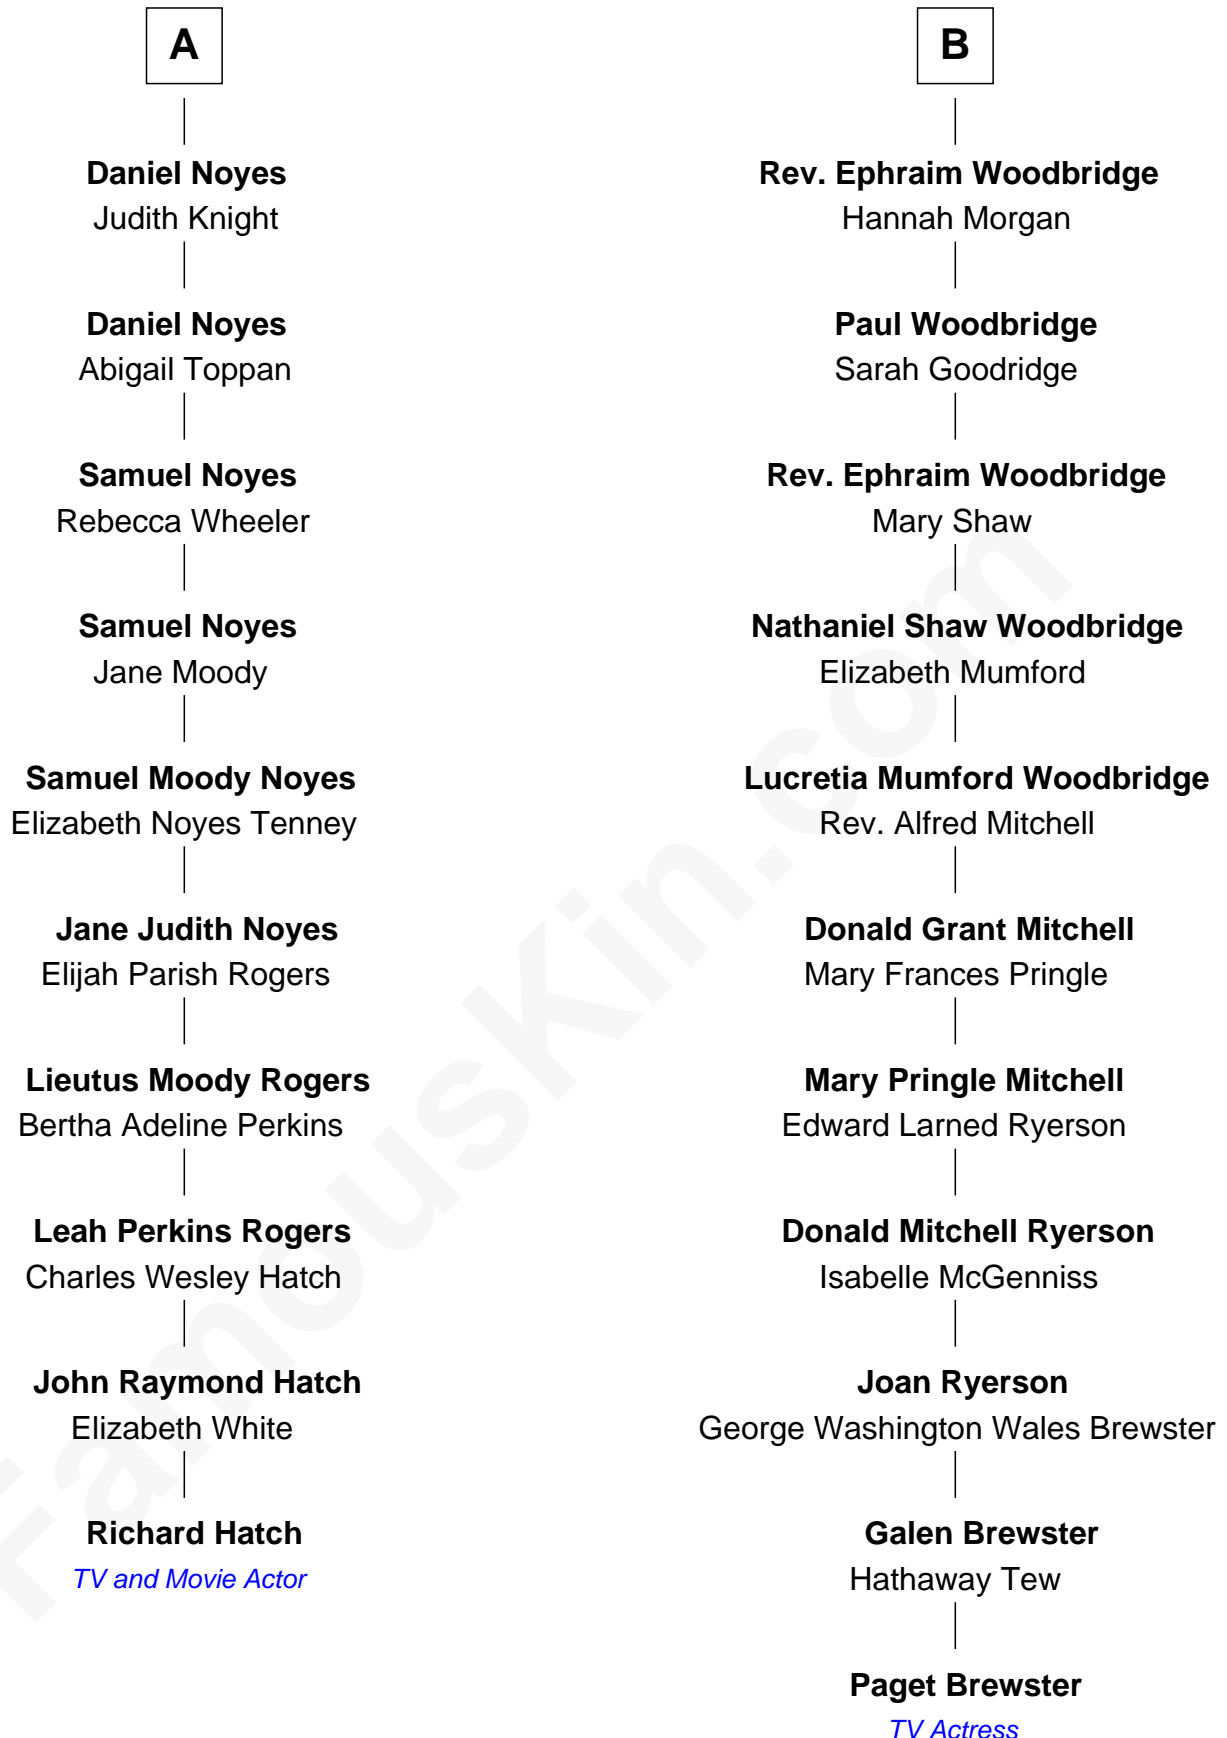 A
Daniel Noyes
Judith Knight
Daniel Noyes
Abigail Toppan
Samuel Noyes
Rebecca Wheeler
Samuel Noyes
Jane Moody
Samuel Moody Noyes
Elizabeth Noyes Tenney
Jane Judith Noyes
Elijah Parish Rogers
Lieutus Moody Rogers
Bertha Adeline Perkins
Leah Perkins Rogers
Charles Wesley Hatch
John Raymond Hatch
Elizabeth White
Richard Hatch
TV and Movie Actor
B
Rev. Ephraim Woodbridge
Hannah Morgan
Paul Woodbridge
Sarah Goodridge
Rev. Ephraim Woodbridge
Mary Shaw
Nathaniel Shaw Woodbridge
Elizabeth Mumford
Lucretia Mumford Woodbridge
Rev. Alfred Mitchell
Donald Grant Mitchell
Mary Frances Pringle
Mary Pringle Mitchell
Edward Larned Ryerson
Donald Mitchell Ryerson
Isabelle McGenniss
Joan Ryerson
George Washington Wales Brewster
Galen Brewster
Hathaway Tew
Paget Brewster
TV Actress
FamousKin.com